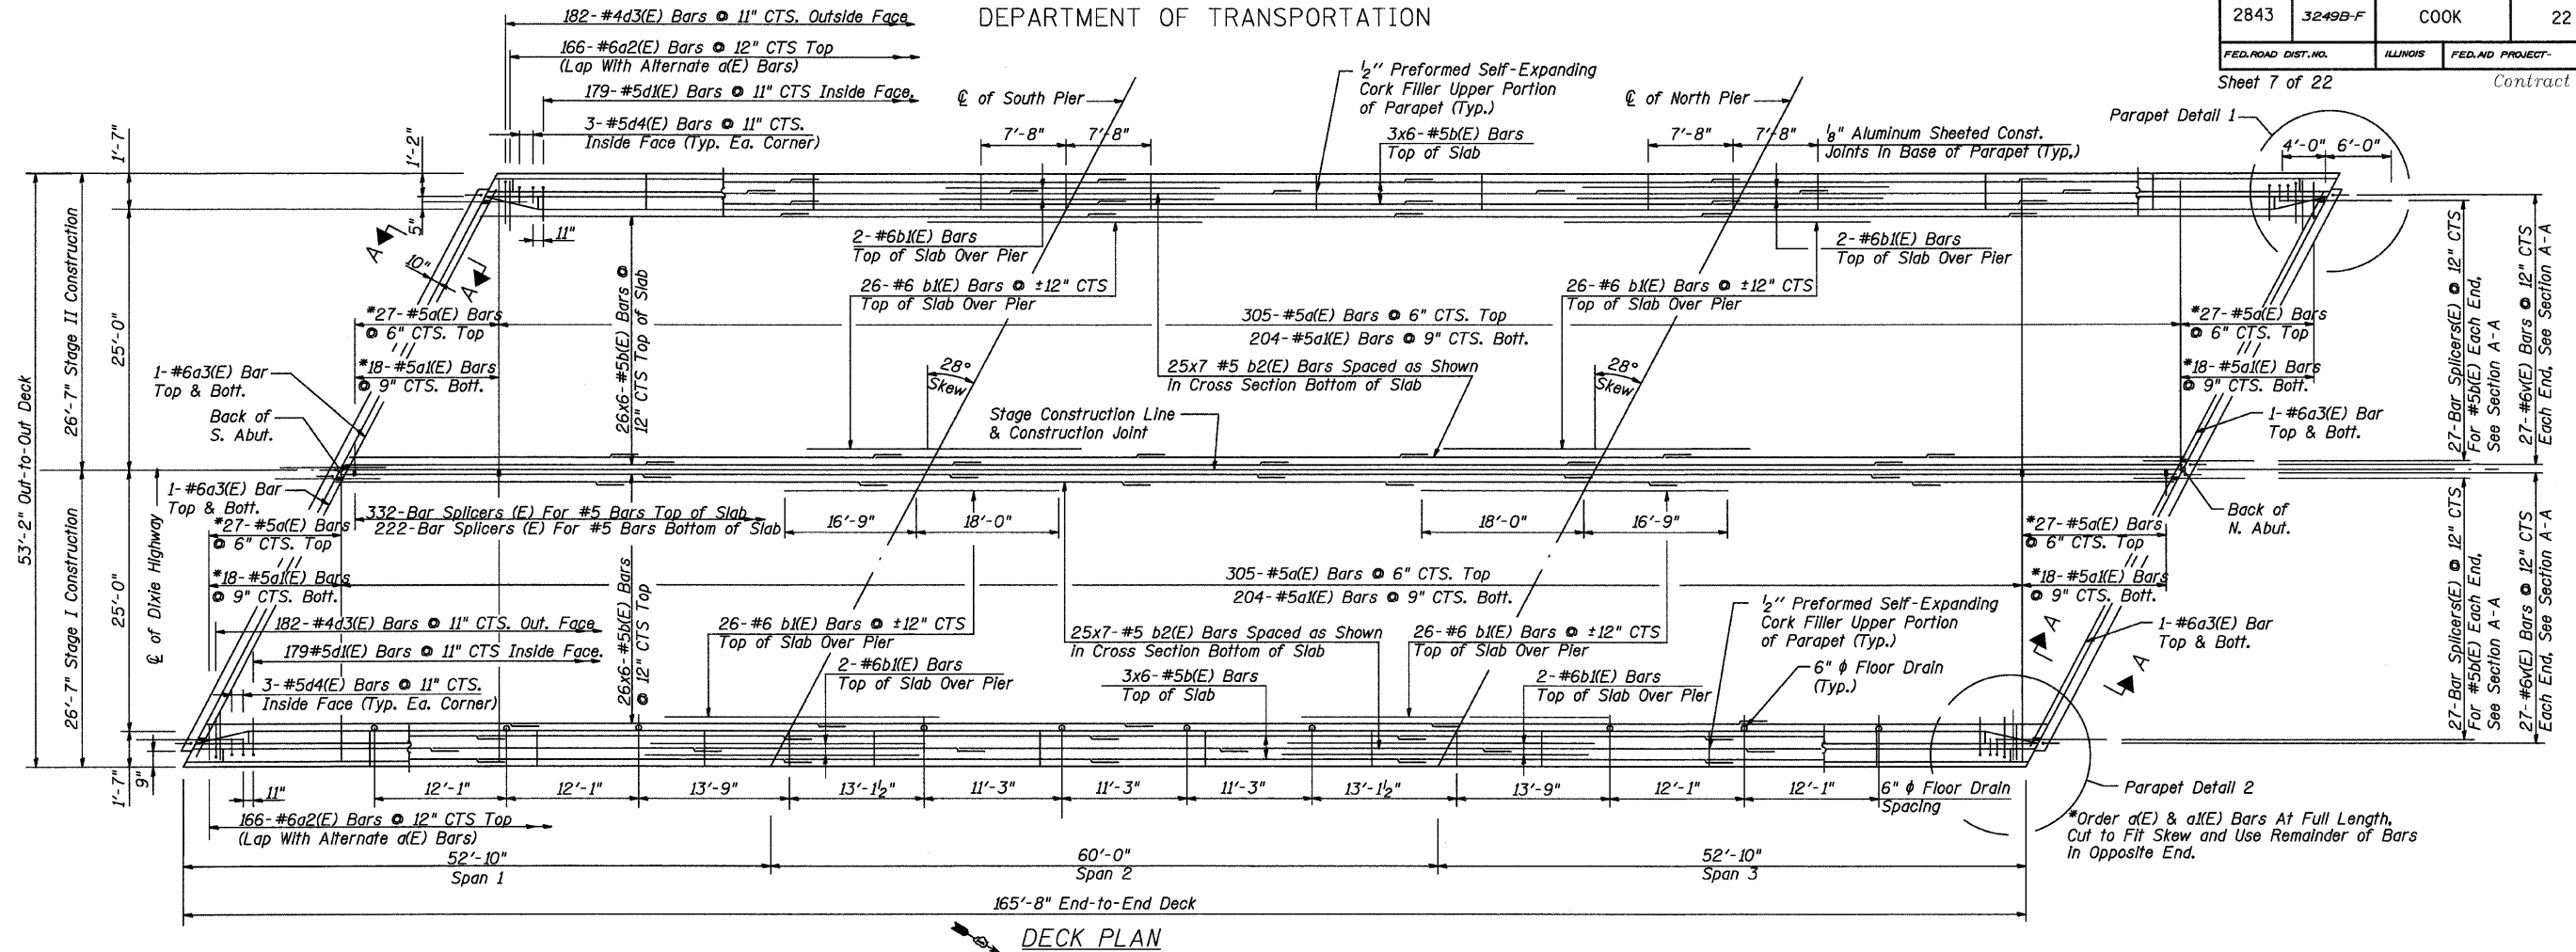 DEPARTMENT OF TRANSPORTATION
2843 3249B-F COOK 22
FED.ROAD DIST.NO. ILLINOIS FED.AID PROJECT-
Sheet 7 of 22 Contract
182-#4d3(E) Bars @ 11" CTS. Outside Face
166-#6a2(E) Bars @ 12" CTS Top
(Lap With Alternate a(E) Bars)
179-#5d1(E) Bars @ 11" CTS Inside Face.
3-#5d4(E) Bars @ 11" CTS.
Inside Face (Typ. Ea. Corner)
℄ of South Pier
7'-8" 7'-8"
½" Preformed Self-Expanding
Cork Filler Upper Portion
of Parapet (Typ.)
3x6-#5b(E) Bars
Top of Slab
℄ of North Pier
7'-8" 7'-8"
⅛" Aluminum Sheeted Const.
Joints In Base of Parapet (Typ.)
Parapet Detail 1
4'-0" 6'-0"
1'-7"
1'-2"
5"
11"
10"
A A
53'-2" Out-to-Out Deck
26'-7" Stage II Construction
25'-0"
2-#6b1(E) Bars
Top of Slab Over Pier
26-#6 b1(E) Bars @ ±12" CTS
Top of Slab Over Pier
2-#6b1(E) Bars
Top of Slab Over Pier
26-#6 b1(E) Bars @ ±12" CTS
Top of Slab Over Pier
26x6-#5b(E) Bars @
12" CTS Top of Slab
*27-#5a(E) Bars
@ 6" CTS. Top
*18-#5a1(E) Bars
@ 9" CTS. Bott.
1-#6a3(E) Bar
Top & Bott.
Back of
S. Abut.
305-#5a(E) Bars @ 6" CTS. Top
204-#5a1(E) Bars @ 9" CTS. Bott.
28°
Skew
25x7 #5 b2(E) Bars Spaced as Shown
in Cross Section Bottom of Slab
28°
Skew
Stage Construction Line
& Construction Joint
*27-#5a(E) Bars
@ 6" CTS. Top
*18-#5a1(E) Bars
@ 9" CTS. Bott.
1-#6a3(E) Bar
Top & Bott.
27-Bar Splicers(E) @ 12" CTS
For #5b(E) Each End.
See Section A-A
27-#6v(E) Bars @ 12" CTS
Each End, See Section A-A
1-#6a3(E) Bar
Top & Bott.
*27-#5a(E) Bars
@ 6" CTS. Top
*18-#5a1(E) Bars
@ 9" CTS. Bott.
332-Bar Splicers (E) For #5 Bars Top of Slab
222-Bar Splicers (E) For #5 Bars Bottom of Slab
16'-9" 18'-0"
18'-0" 16'-9"
*27-#5a(E) Bars
@ 6" CTS. Top
*18-#5a1(E) Bars
@ 9" CTS. Bott.
Back of
N. Abut.
26'-7" Stage I Construction
25'-0"
℄ of Dixie Highway
305-#5a(E) Bars @ 6" CTS. Top
204-#5a1(E) Bars @ 9" CTS. Bott.
182-#4d3(E) Bars @ 11" CTS. Out. Face
179#5d1(E) Bars @ 11" CTS Inside Face.
3-#5d4(E) Bars @ 11" CTS.
Inside Face (Typ. Ea. Corner)
26x6-#5b(E) Bars
@ 12" CTS Top
26-#6 b1(E) Bars @ ±12" CTS
Top of Slab Over Pier
2-#6b1(E) Bars
Top of Slab Over Pier
25x7-#5 b2(E) Bars Spaced as Shown
in Cross Section Bottom of Slab
3x6-#5b(E) Bars
Top of Slab
26-#6 b1(E) Bars @ ±12" CTS
Top of Slab Over Pier
2-#6b1(E) Bars
Top of Slab Over Pier
½" Preformed Self-Expanding
Cork Filler Upper Portion
of Parapet (Typ.)
6" ϕ Floor Drain
(Typ.)
A A
1-#6a3(E) Bar
Top & Bott.
27-Bar Splicers(E) @ 12" CTS
For #5b(E) Each End.
See Section A-A
27-#6v(E) Bars @ 12" CTS
Each End, See Section A-A
1'-7"
9"
11"
12'-1" 12'-1" 13'-9" 13'-1½" 11'-3" 11'-3" 11'-3" 13'-1½" 13'-9" 12'-1" 12'-1"
6" ϕ Floor Drain
Spacing
Parapet Detail 2
166-#6a2(E) Bars @ 12" CTS Top
(Lap With Alternate a(E) Bars)
*Order a(E) & a1(E) Bars At Full Length,
Cut to Fit Skew and Use Remainder of Bars
in Opposite End.
52'-10" 60'-0" 52'-10"
Span 1 Span 2 Span 3
165'-8" End-to-End Deck
DECK PLAN